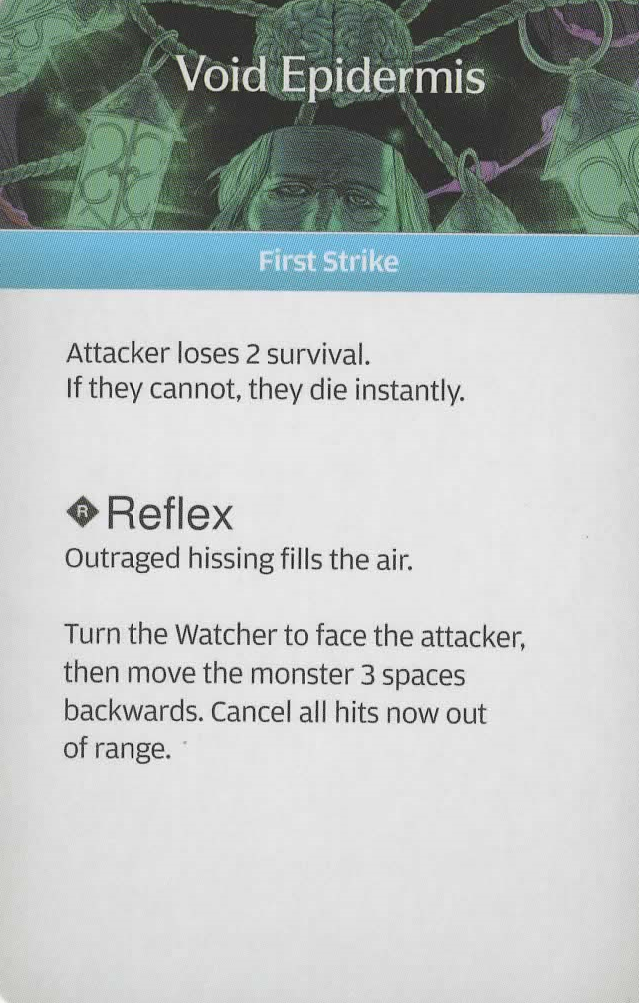 Void Epidermis
First Strike
Attacker loses 2 survival.
If they cannot, they die instantly.
R Reflex
Outraged hissing fills the air.
Turn the Watcher to face the attacker,
then move the monster 3 spaces
backwards. Cancel all hits now out
of range.